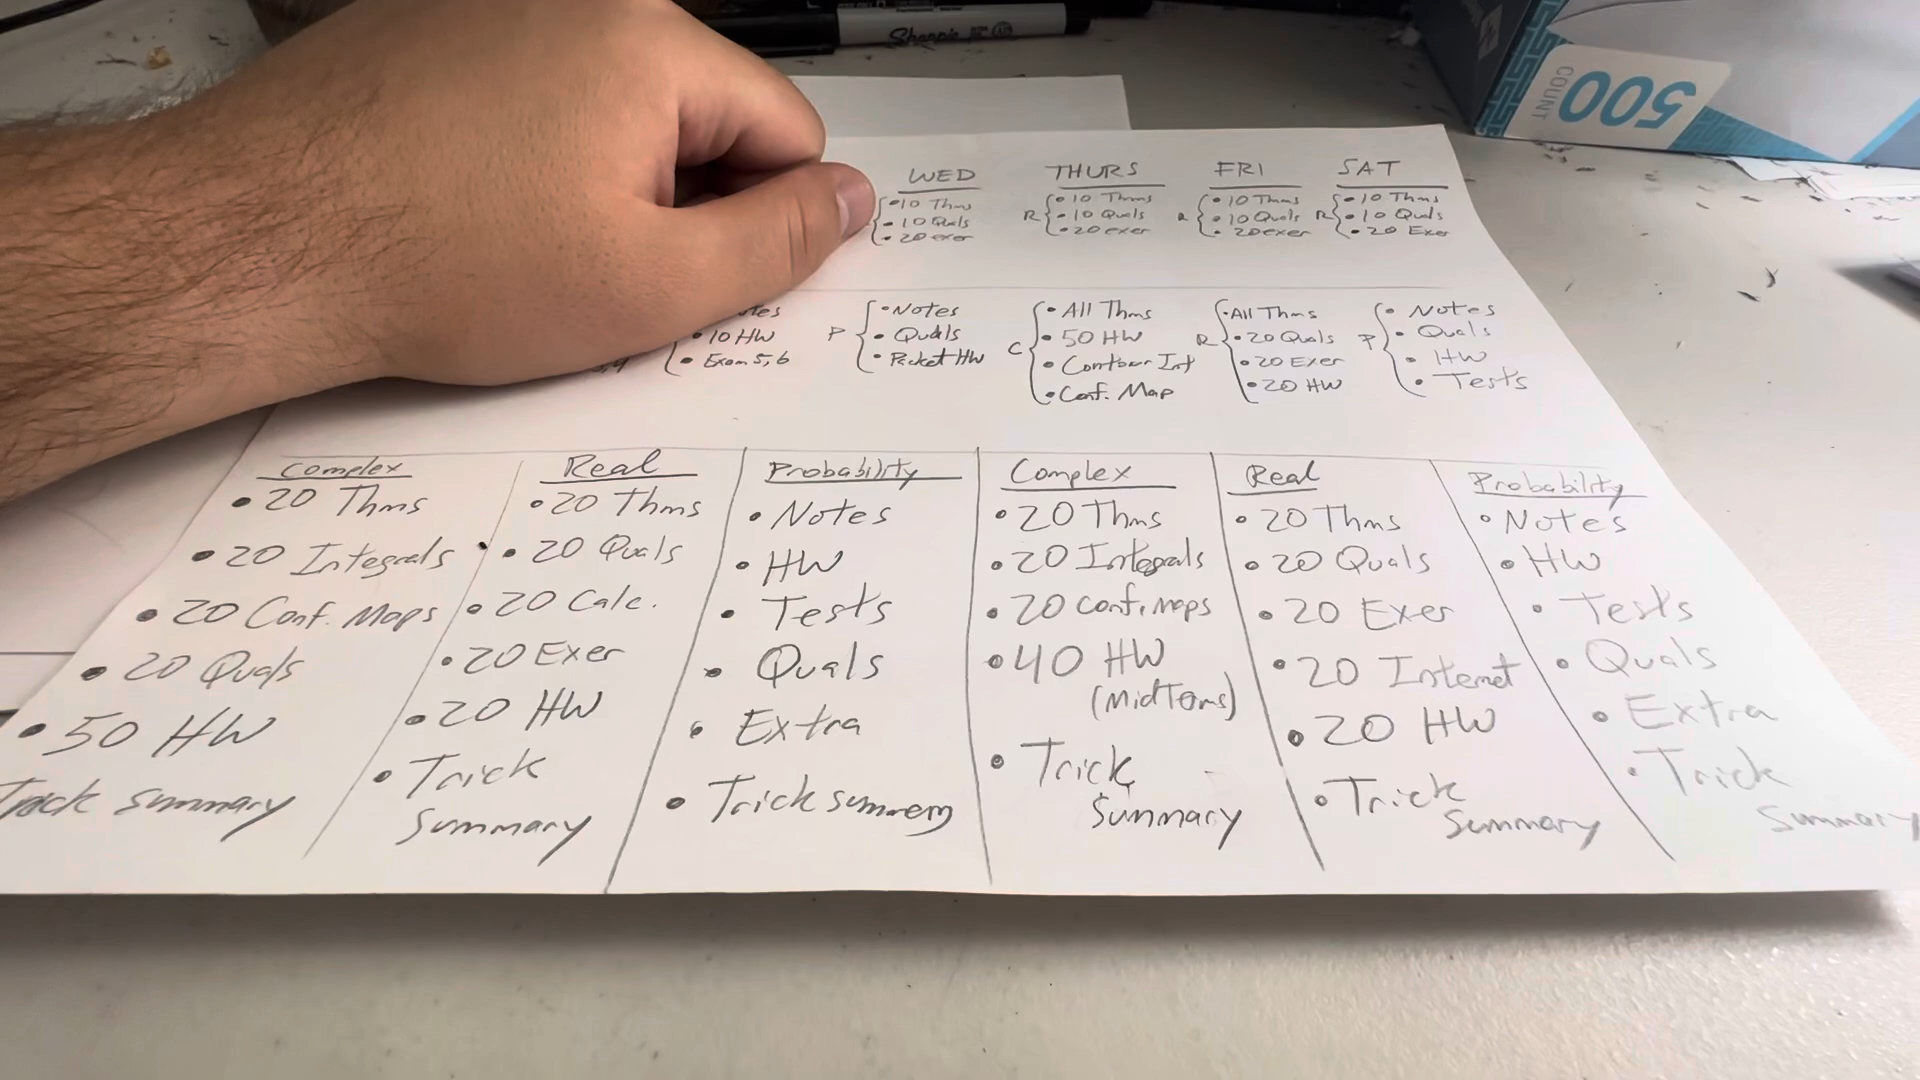 Sharpie
500
COUNT
WED
• 10 Thms
• 10 Quals
• 20 exer
THURS
R
• 10 Thms
• 10 Quals
• 20 exer
FRI
R
• 10 Thms
• 10 Quals
• 20 exer
SAT
R
• 10 Thms
• 10 Quals
• 20 Exer
• 10 HW
• Exam 5, 6
P
• Notes
• Quals
• Packet HW
C
• All Thms
• 50 HW
• Contour Int
• Conf. Map
R
• All Thms
• 20 Quals
• 20 Exer
• 20 HW
P
• Notes
• Quals
• HW
• Tests
Complex
• 20 Thms
• 20 Integrals
• 20 Conf. Maps
• 20 Quals
• 50 HW
Trick Summary
Real
• 20 Thms
• 20 Quals
• 20 Calc.
• 20 Exer
• 20 HW
• Trick
Summary
Probability
• Notes
• HW
• Tests
• Quals
• Extra
• Trick summery
Complex
• 20 Thms
• 20 Integrals
• 20 Conf. Maps
• 40 HW
(Midterms)
• Trick
Summary
Real
• 20 Thms
• 20 Quals
• 20 Exer
• 20 Internet
• 20 HW
• Trick
Summary
Probability
• Notes
• HW
• Tests
• Quals
• Extra
• Trick
Summary